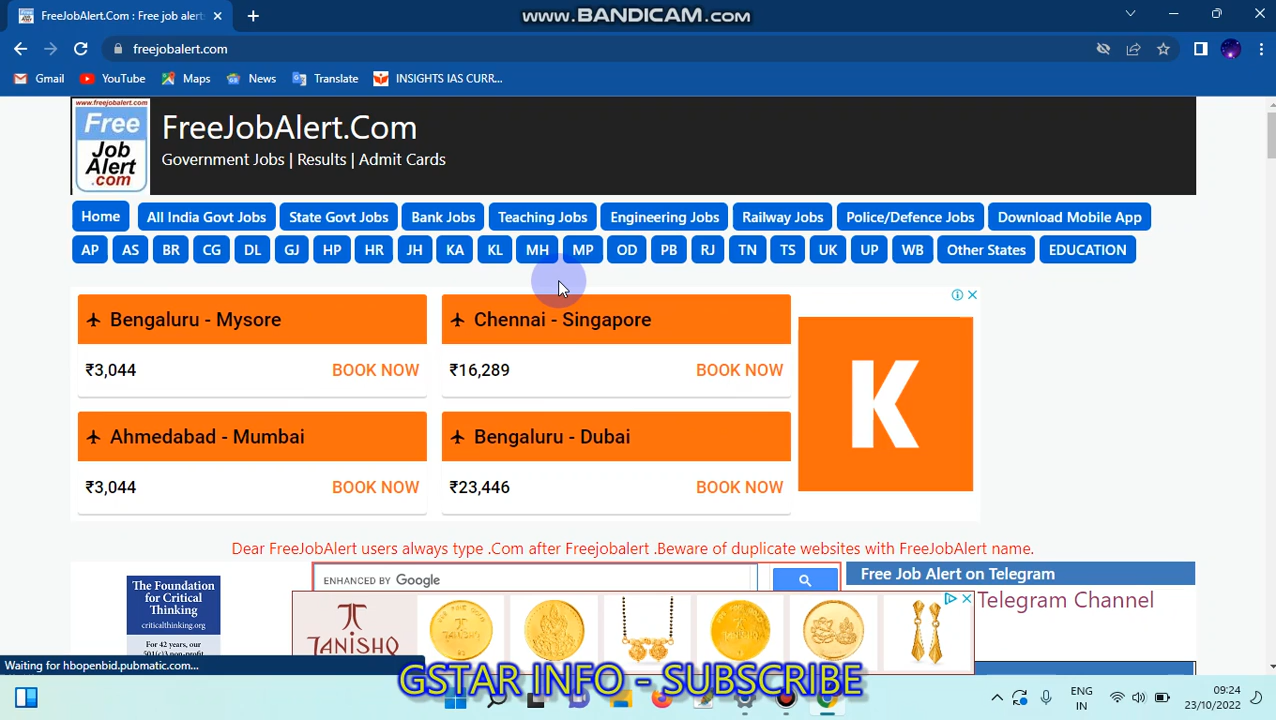 FreeJobAlert.Com : Free job alert:
www.BANDICAM.com
freejobalert.com
Gmail YouTube Maps News Translate INSIGHTS IAS CURR...
www.freejobalert.com
Free
Job
Alert
.com
FreeJobAlert.Com
Government Jobs | Results | Admit Cards
Home All India Govt Jobs State Govt Jobs Bank Jobs Teaching Jobs Engineering Jobs Railway Jobs Police/Defence Jobs Download Mobile App
AP AS BR CG DL GJ HP HR JH KA KL MH MP OD PB RJ TN TS UK UP WB Other States EDUCATION
Bengaluru - Mysore
₹3,044 BOOK NOW
Chennai - Singapore
₹16,289 BOOK NOW
Ahmedabad - Mumbai
₹3,044 BOOK NOW
Bengaluru - Dubai
₹23,446 BOOK NOW
K
Dear FreeJobAlert users always type .Com after Freejobalert .Beware of duplicate websites with FreeJobAlert name.
The Foundation
for Critical
Thinking
criticalthinking.org
For 42 years, our
ENHANCED BY Google
Free Job Alert on Telegram
Telegram Channel
TANISHQ
Waiting for hbopenbid.pubmatic.com...
GSTAR INFO - SUBSCRIBE
ENG
IN
09:24
23/10/2022